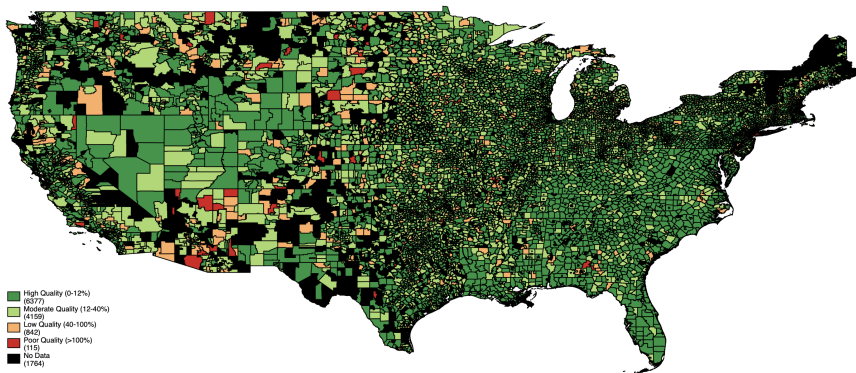 High Quality (0-12%)
(6377)
Moderate Quality (12-40%)
(4159)
Low Quality (40-100%)
(842)
Poor Quality (>100%)
(115)
No Data
(1764)